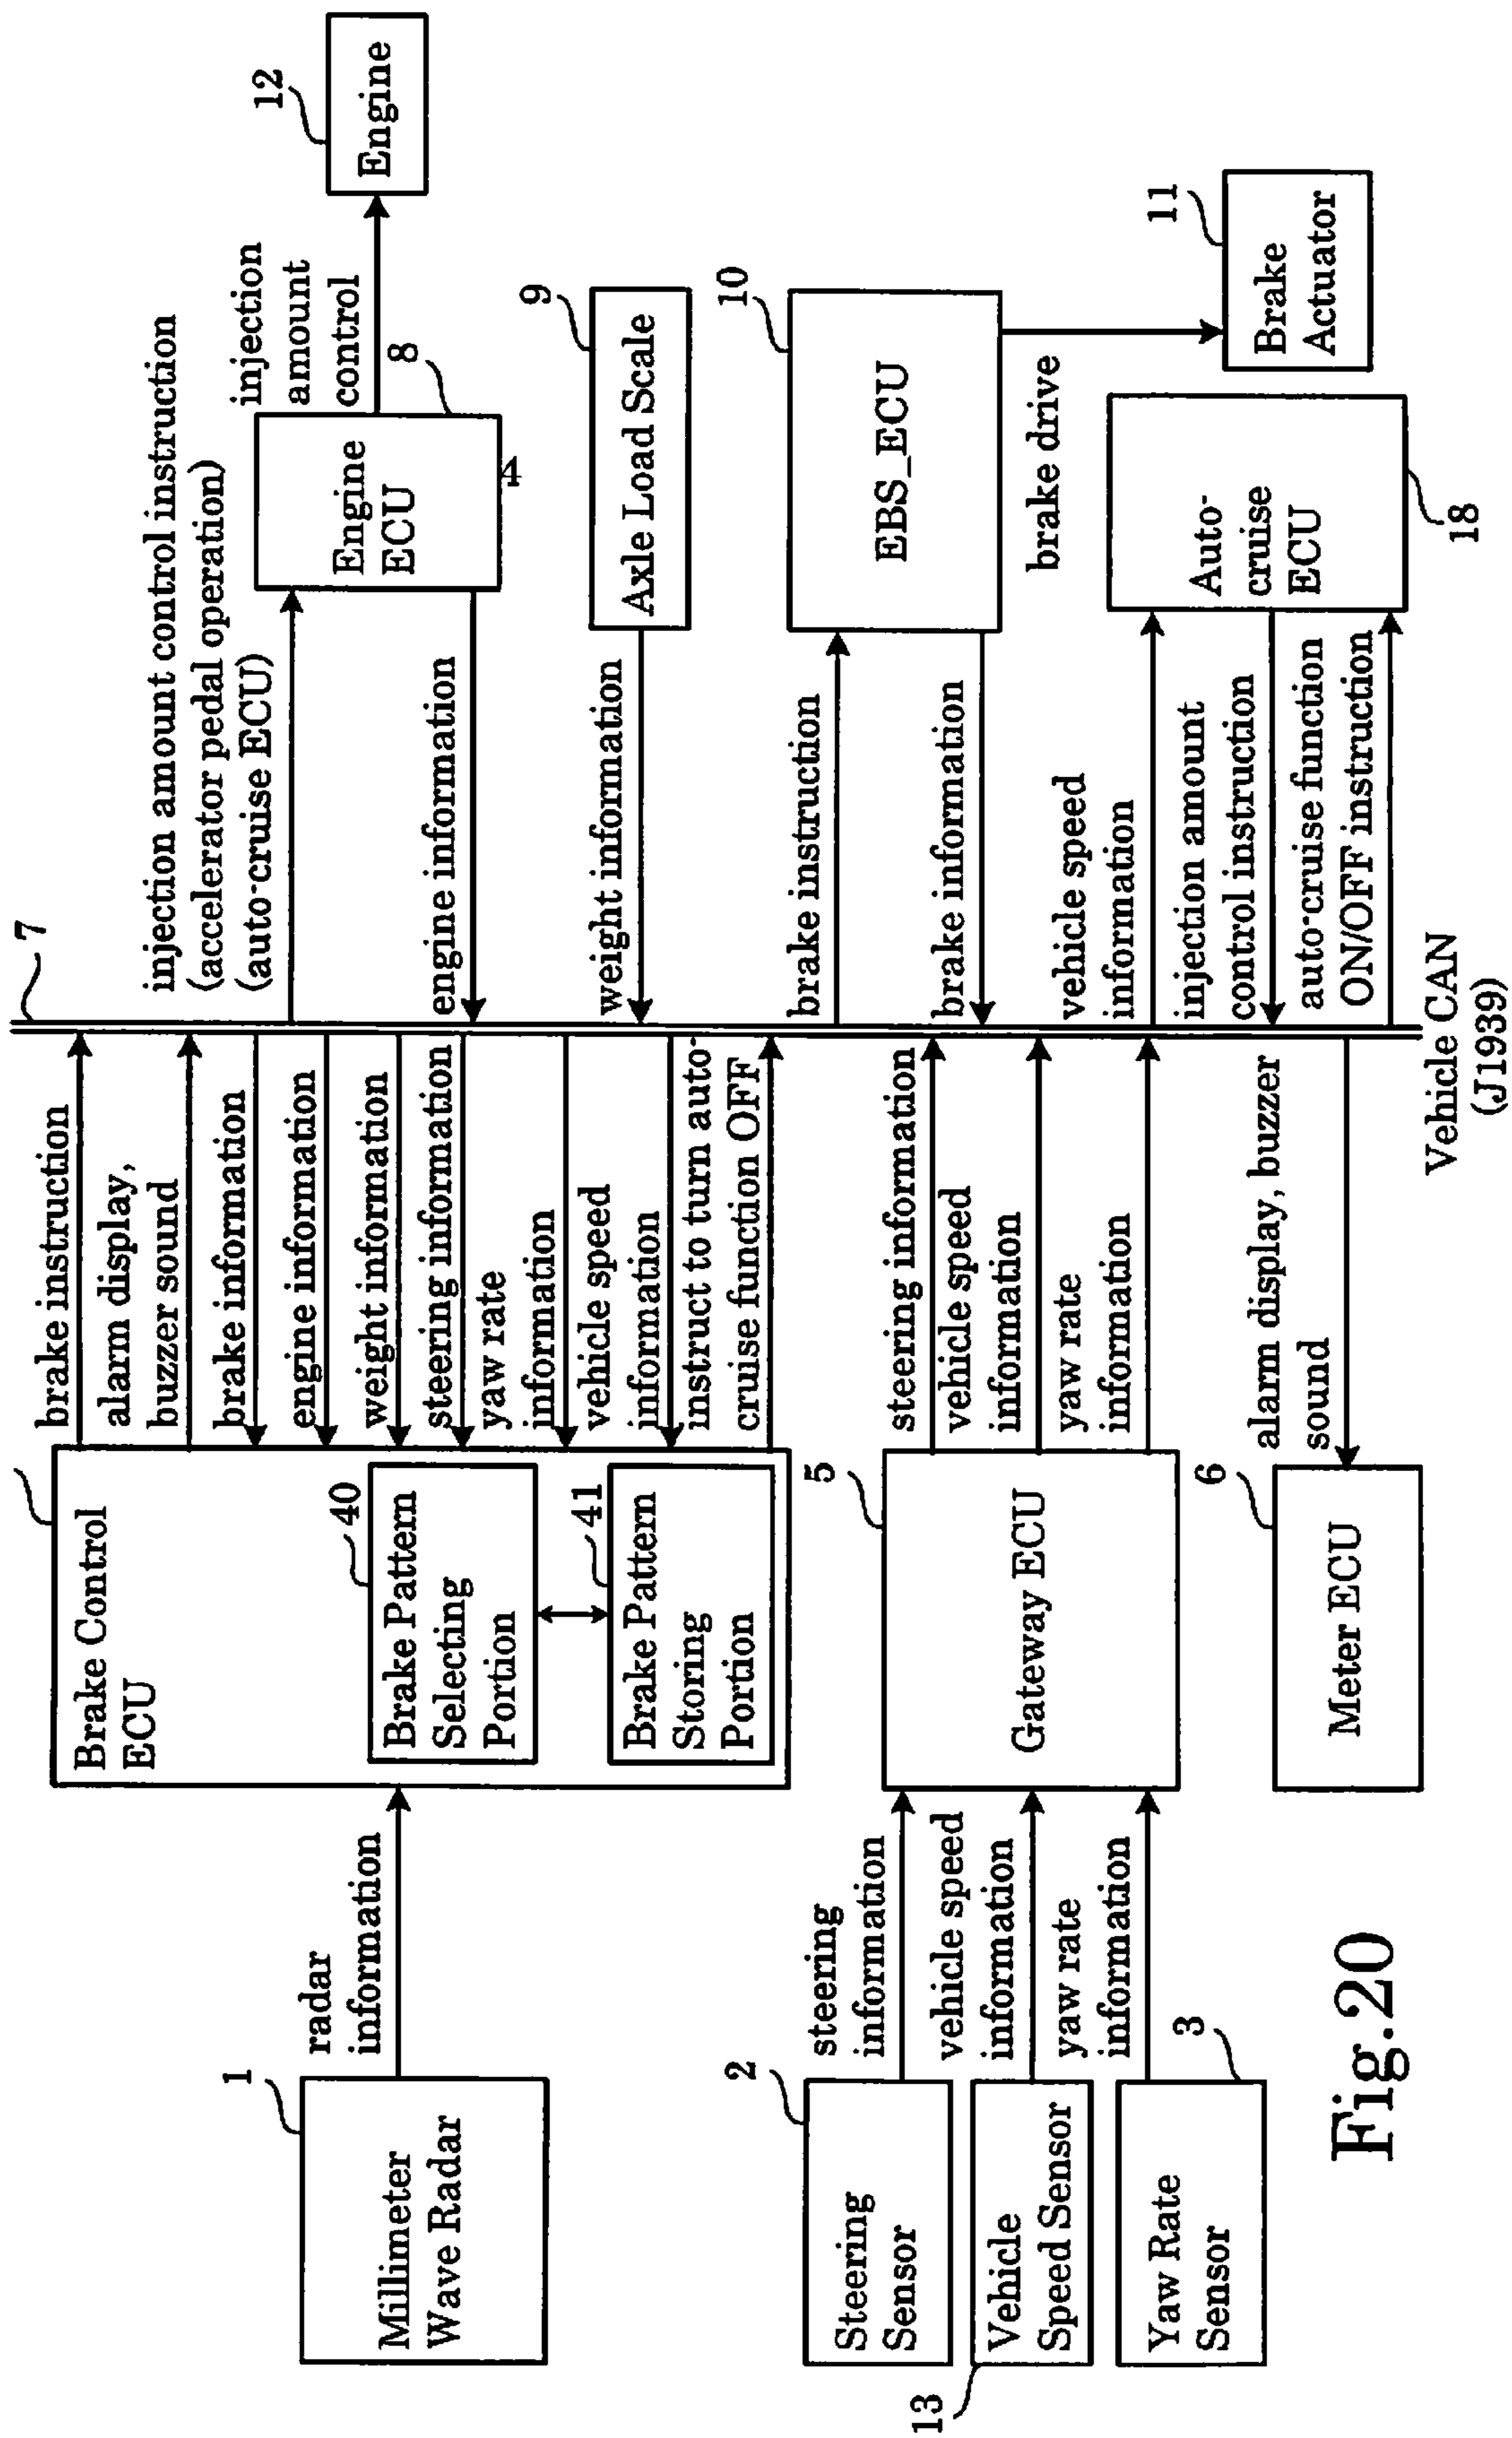 7
injection amount control instruction
(accelerator pedal operation)
(auto-cruise ECU)
12
Engine
injection
amount
control
8
Engine
ECU
4
engine information
9
Axle Load Scale
weight information
10
EBS_ECU
brake instruction
brake information
brake drive
11
Brake
Actuator
Auto-
cruise
ECU
18
vehicle speed
information
injection amount
control instruction
auto-cruise function
ON/OFF instruction
Vehicle CAN
(J1939)
Brake Control
ECU
40
Brake Pattern
Selecting
Portion
41
Brake Pattern
Storing
Portion
brake instruction
alarm display,
buzzer sound
brake information
engine information
weight information
steering information
yaw rate
information
vehicle speed
information
instruct to turn auto-
cruise function OFF
1
Millimeter
Wave Radar
radar
information
5
Gateway ECU
steering information
vehicle speed
information
yaw rate
information
6
Meter ECU
alarm display, buzzer
sound
2
Steering
Sensor
steering
information
13
Vehicle
Speed Sensor
vehicle speed
information
3
Yaw Rate
Sensor
yaw rate
information
Fig.20